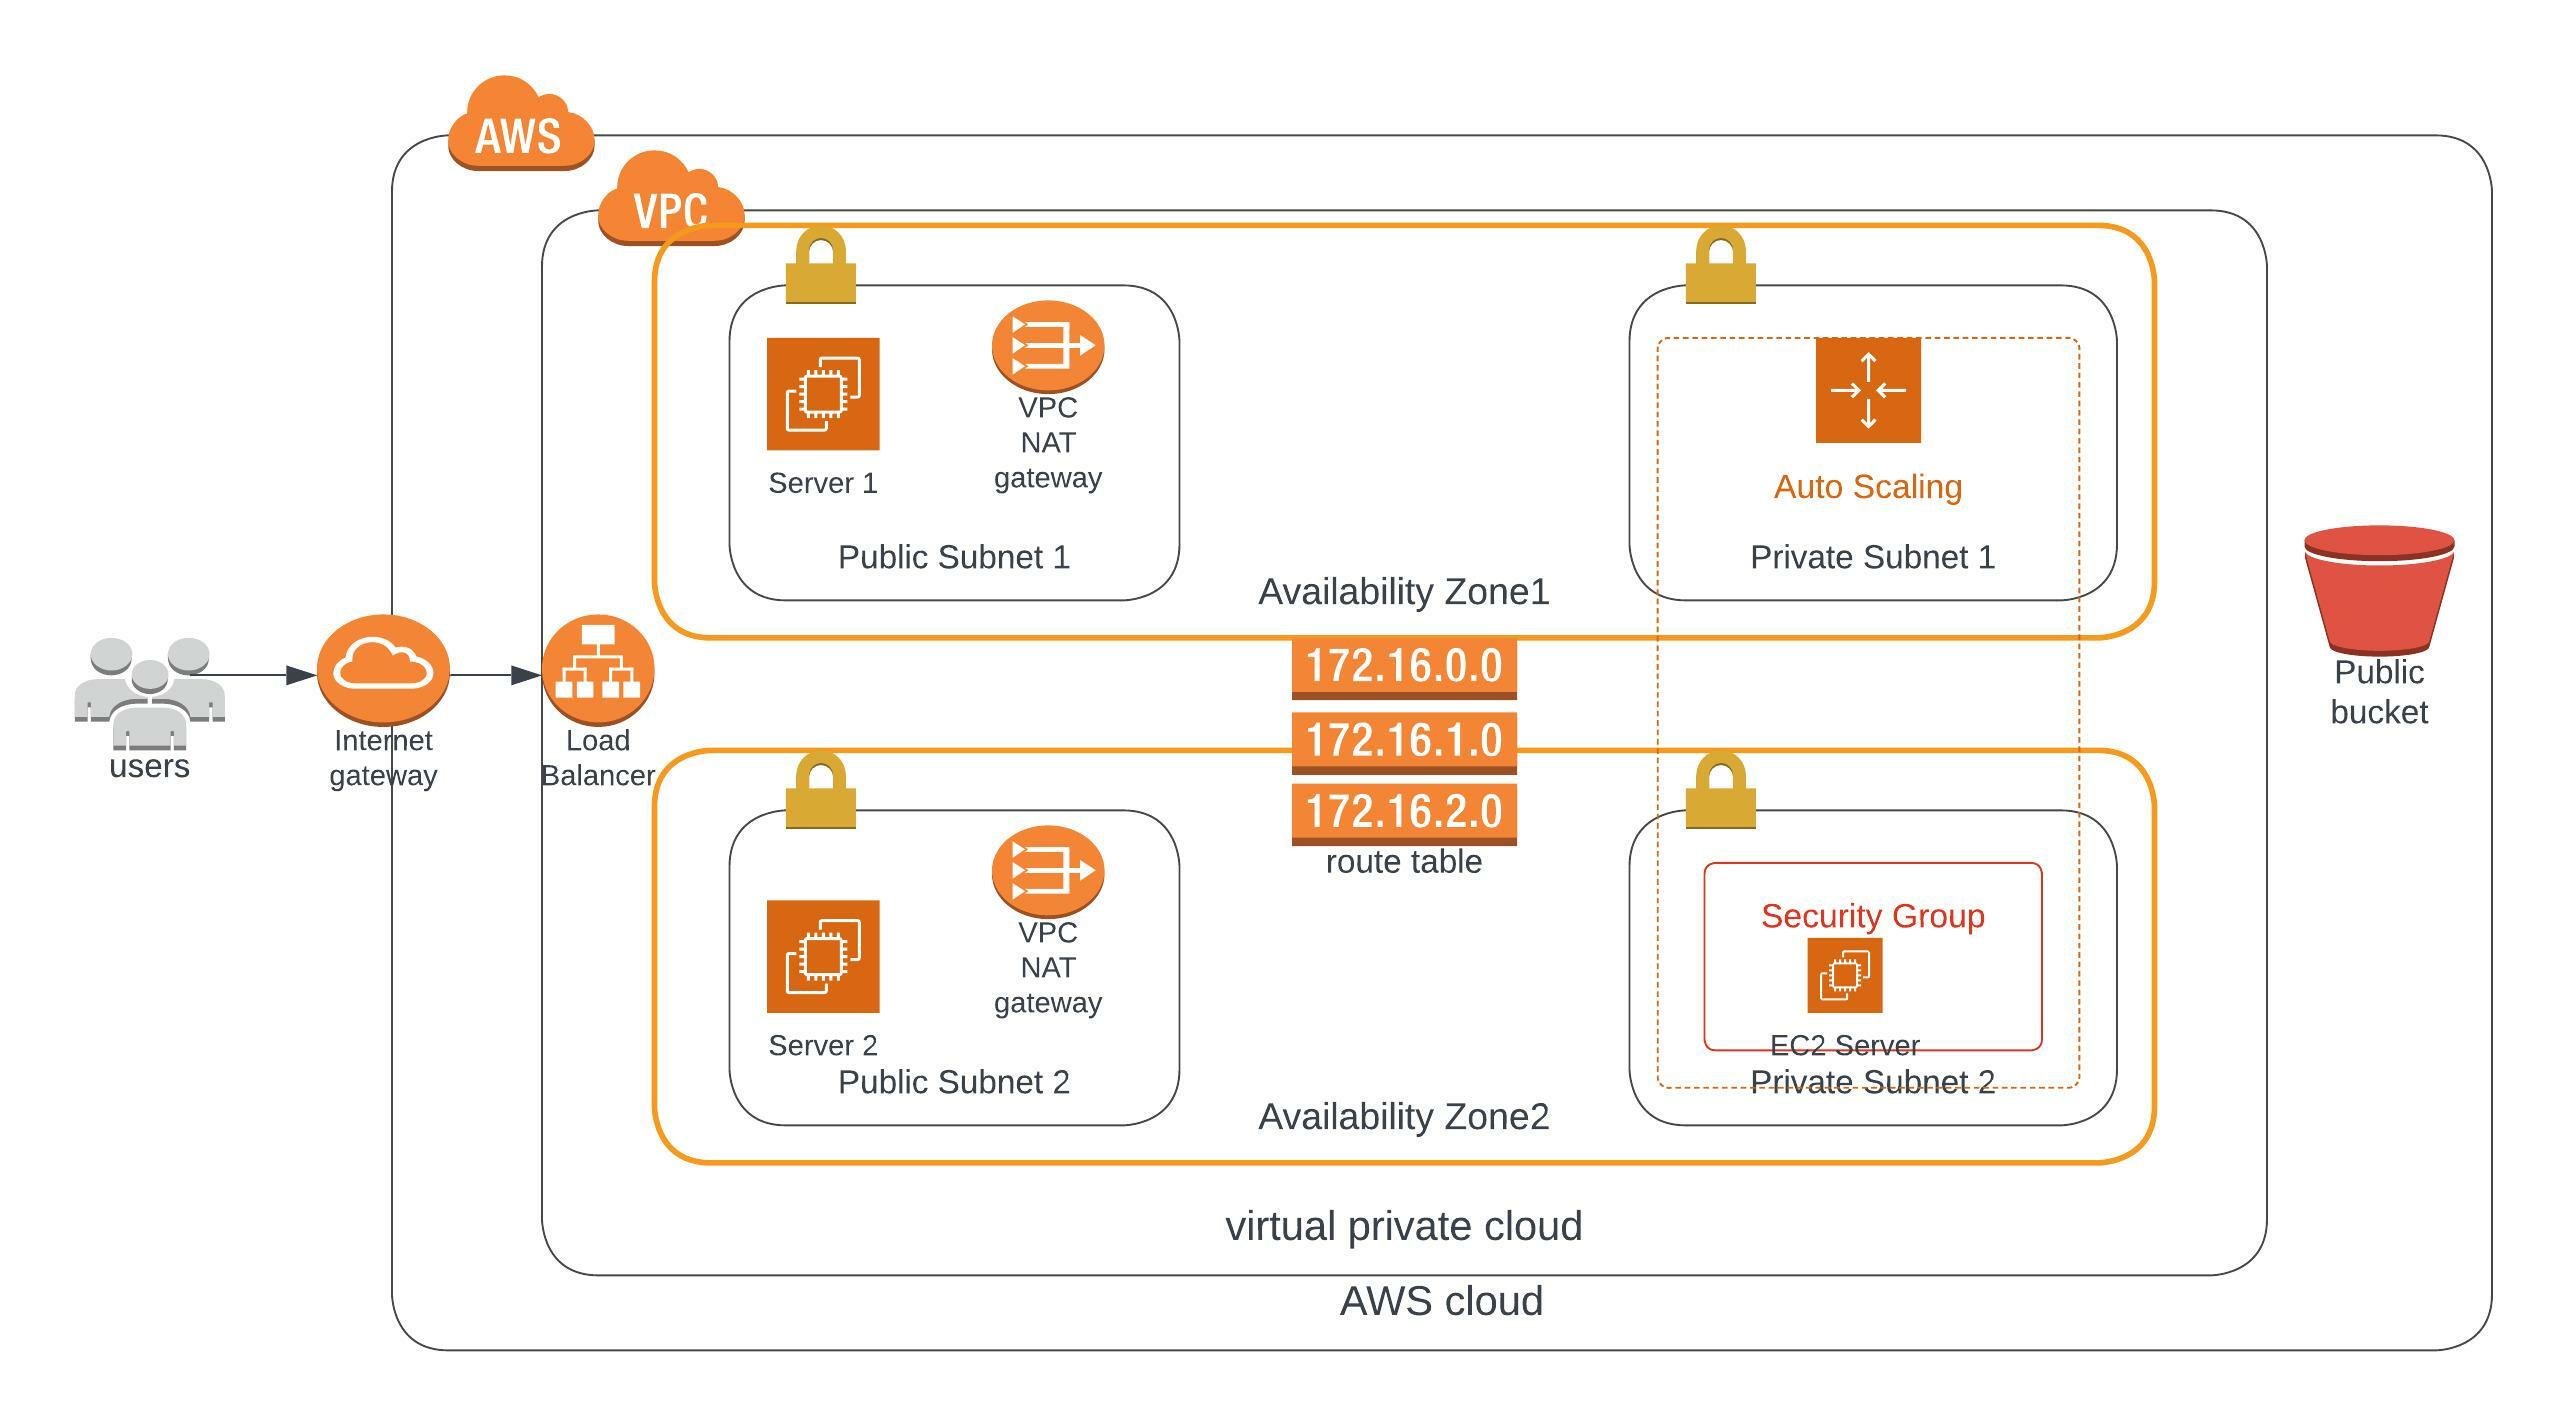 AWS
VPC
Server 1
VPC
NAT
gateway
Public Subnet 1
Auto Scaling
Private Subnet 1
Availability Zone1
users
Internet
gateway
Load
Balancer
172.16.0.0
172.16.1.0
172.16.2.0
route table
Public
bucket
Server 2
VPC
NAT
gateway
Public Subnet 2
Security Group
EC2 Server
Private Subnet 2
Availability Zone2
virtual private cloud
AWS cloud